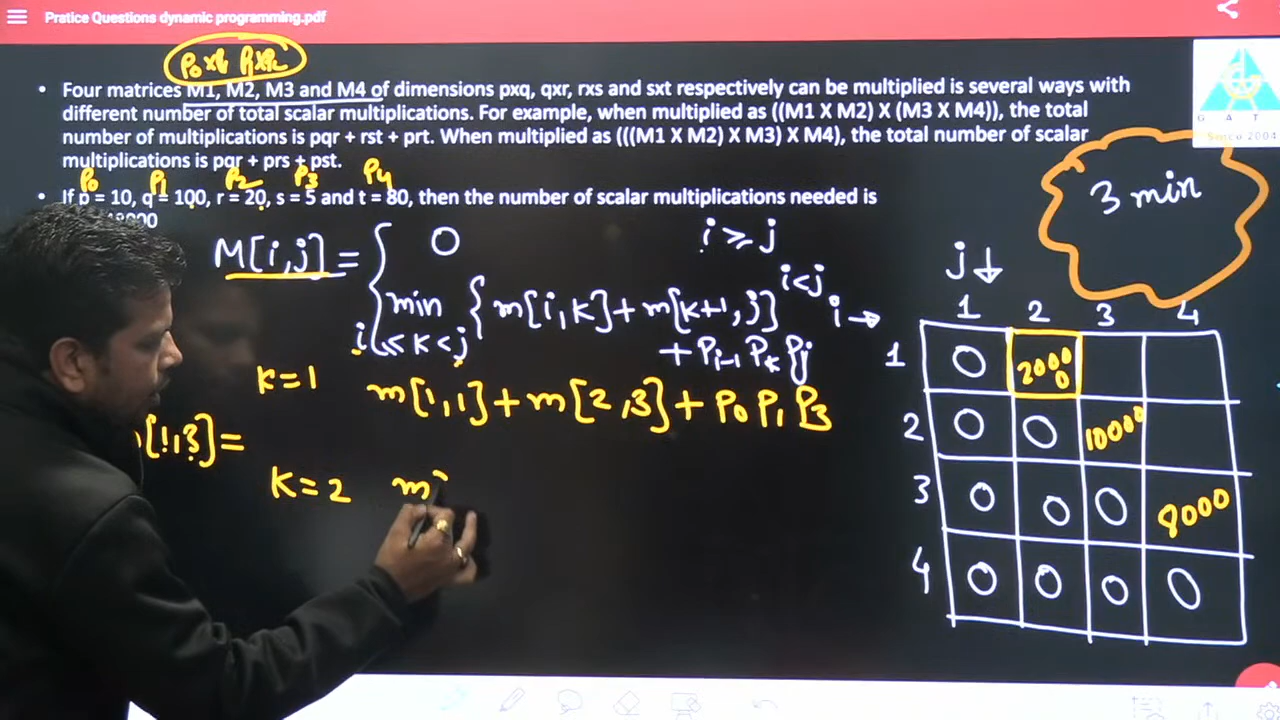 Pratice Questions dynamic programming.pdf
P0 x P1 P1 x P2
• Four matrices M1, M2, M3 and M4 of dimensions pxq, qxr, rxs and sxt respectively can be multiplied is several ways with
different number of total scalar multiplications. For example, when multiplied as ((M1 X M2) X (M3 X M4)), the total
number of multiplications is pqr + rst + prt. When multiplied as (((M1 X M2) X M3) X M4), the total number of scalar
multiplications is pqr + prs + pst.
P0 P1 P2 P3 P4
• If p = 10, q = 100, r = 20, s = 5 and t = 80, then the number of scalar multiplications needed is
GAT
Since 2004
3 min
M[i,j] = { 0 i ≥ j
min { m[i,k] + m[k+1,j] i<j
i ≤ k < j + Pi-1 Pk Pj
k=1 m[1,1] + m[2,3] + P0 P1 P3
[1,3] =
k=2 m
j ↓
i →
1 2 3 4
1 0 20000
2 0 0 10000
3 0 0 0 8000
4 0 0 0 0